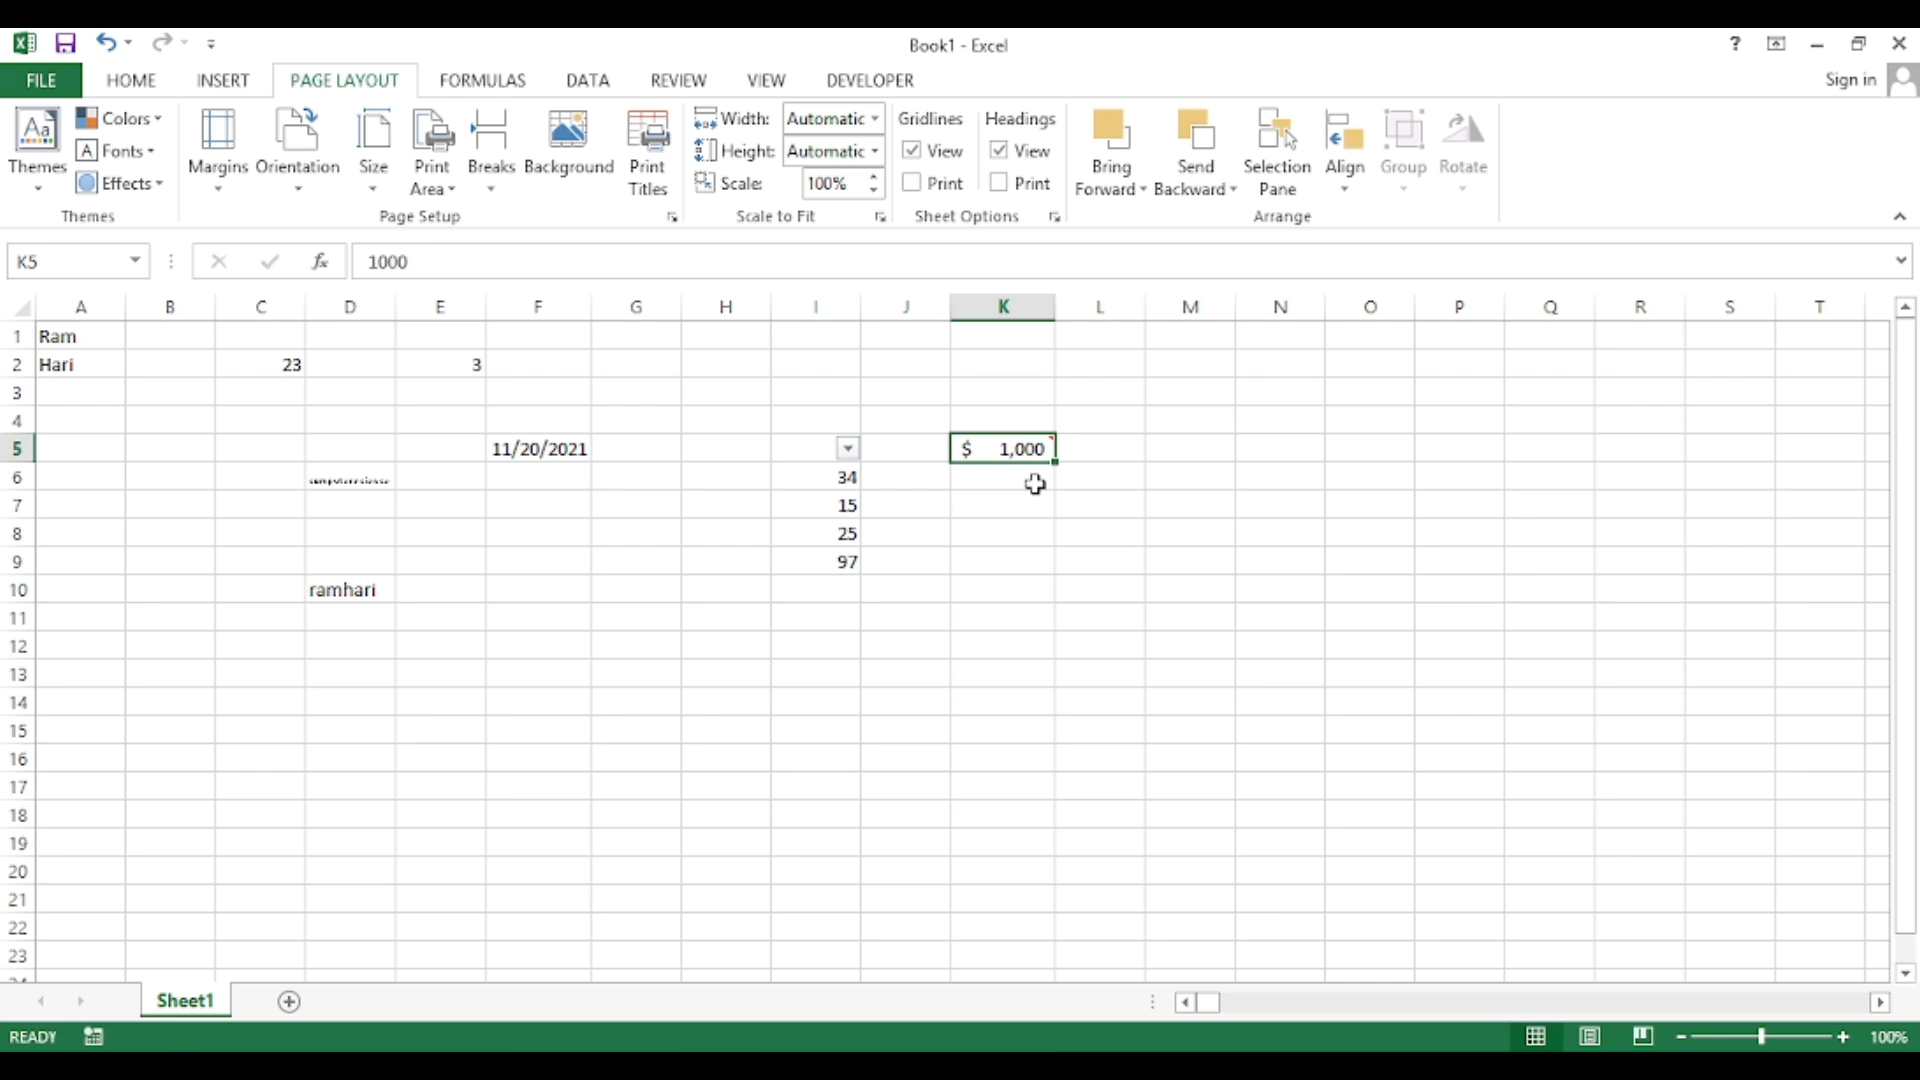 Book1 - Excel
?
FILE HOME INSERT PAGE LAYOUT FORMULAS DATA REVIEW VIEW DEVELOPER Sign in
Themes Colors Fonts Effects
Themes
Margins Orientation Size Print Area Breaks Background Print Titles
Page Setup
Width: Automatic
Height: Automatic
Scale: 100%
Scale to Fit
Gridlines Headings
View View
Print Print
Sheet Options
Bring Forward Send Backward Selection Pane Align Group Rotate
Arrange
K5 fx 1000
A B C D E F G H I J K L M N O P Q R S T
1 Ram
2 Hari 23 3
3
4
5 11/20/2021 $ 1,000
6 34
7 15
8 25
9 97
10 ramhari
11
12
13
14
15
16
17
18
19
20
21
22
23
Sheet1
READY 100%